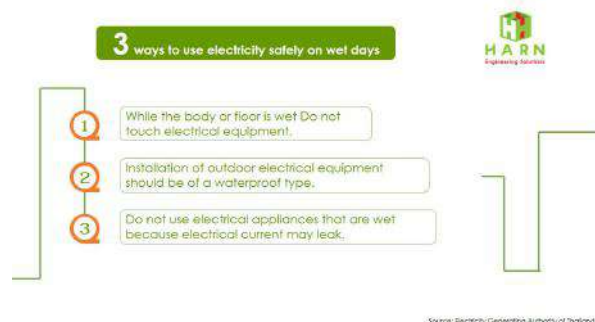 3 ways to use electricity safely on wet days
HARN
Engineering Solutions
1
While the body or floor is wet Do not
touch electrical equipment.
2
Installation of outdoor electrical equipment
should be of a waterproof type.
3
Do not use electrical appliances that are wet
because electrical current may leak.
Source: Electricity Generating Authority of Thailand